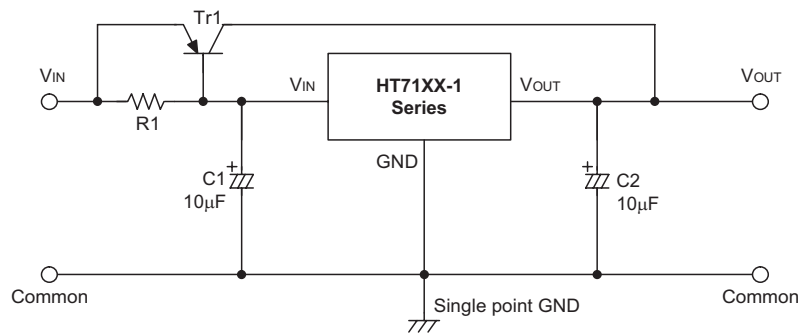 Tr1
VIN
R1
VIN
HT71XX-1
Series
VOUT
VOUT
GND
C1
10μF
C2
10μF
Common
Single point GND
Common